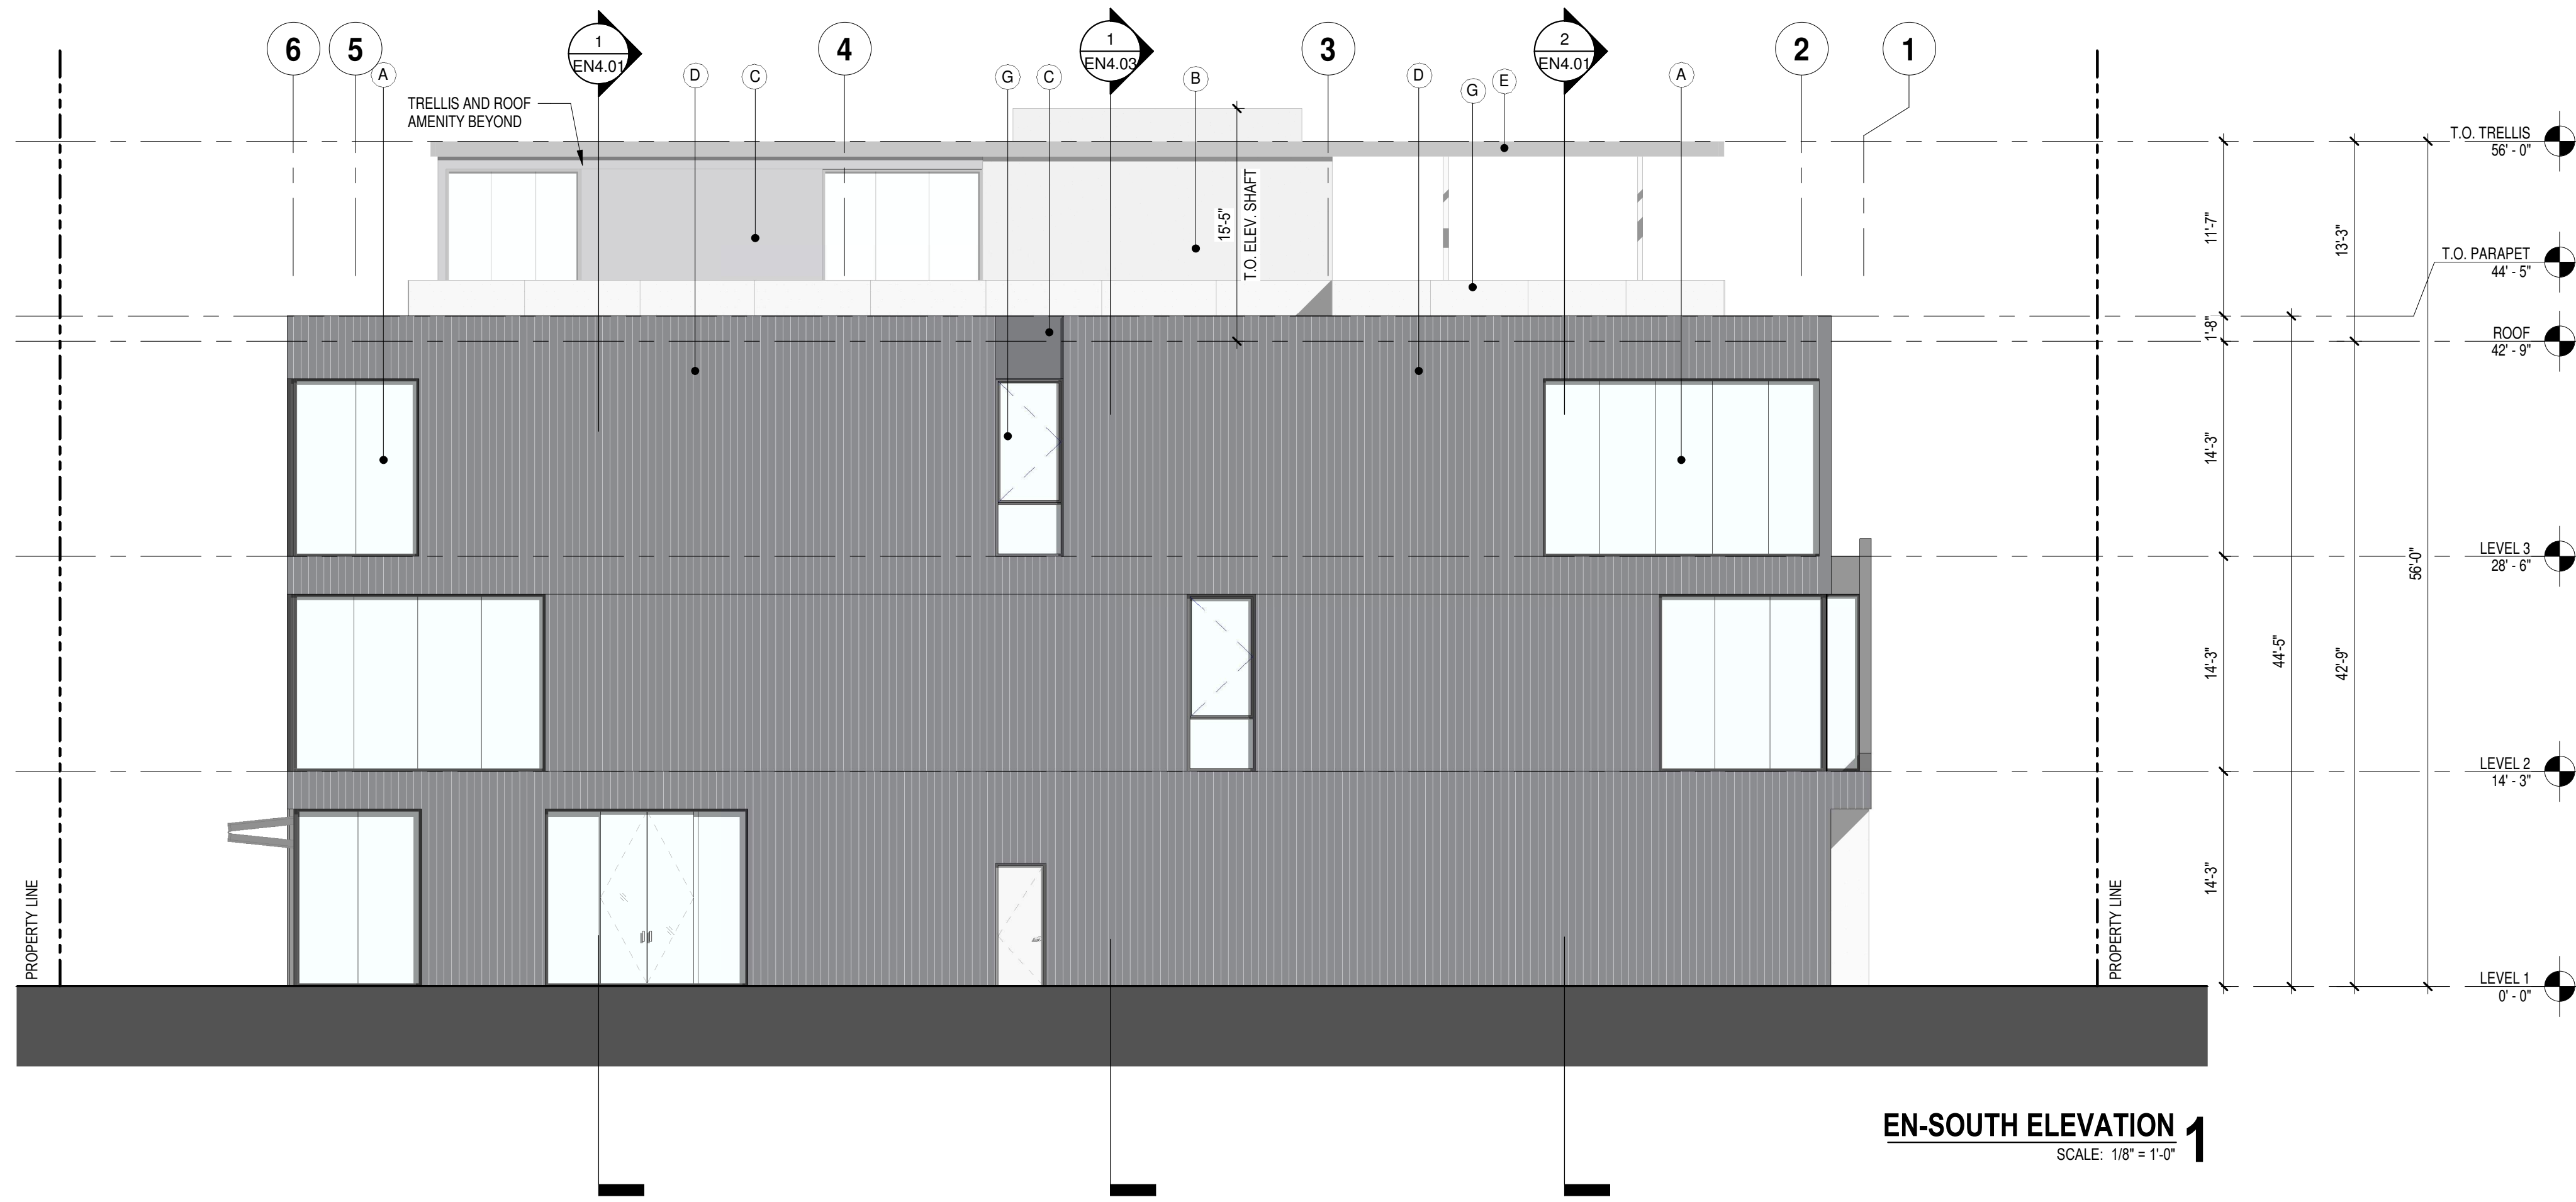 6
5
A
1
EN4.01
D
C
4
G
C
1
EN4.03
B
3
D
G
E
2
EN4.01
A
2
1
TRELLIS AND ROOF
AMENITY BEYOND
15'-5"
T.O. ELEV. SHAFT
T.O. TRELLIS
56' - 0"
T.O. PARAPET
44' - 5"
ROOF
42' - 9"
LEVEL 3
28' - 6"
LEVEL 2
14' - 3"
LEVEL 1
0' - 0"
11'-7"
1'-8"
14'-3"
14'-3"
14'-3"
44'-5"
13'-3"
42'-9"
56'-0"
PROPERTY LINE
PROPERTY LINE
EN-SOUTH ELEVATION 1
SCALE: 1/8" = 1'-0"